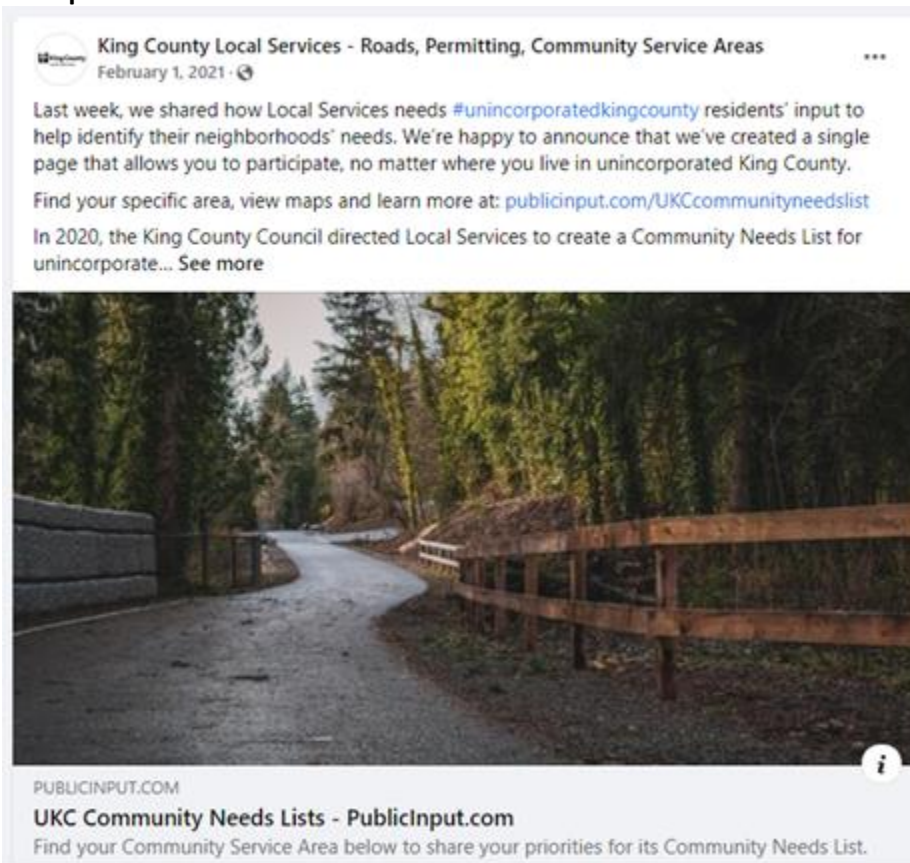 King County Local Services - Roads, Permitting, Community Service Areas
February 1, 2021 ·
Last week, we shared how Local Services needs #unincorporatedkingcounty residents' input to
help identify their neighborhoods' needs. We're happy to announce that we've created a single
page that allows you to participate, no matter where you live in unincorporated King County.
Find your specific area, view maps and learn more at: publicinput.com/UKCcommunityneedslist
In 2020, the King County Council directed Local Services to create a Community Needs List for
unincorporate... See more
i
PUBLICINPUT.COM
UKC Community Needs Lists - PublicInput.com
Find your Community Service Area below to share your priorities for its Community Needs List.